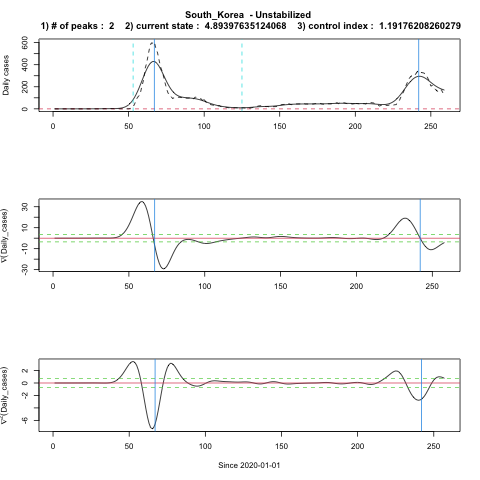 South_Korea - Unstabilized
1) # of peaks : 2 2) current state : 4.89397635124068 3) control index : 1.19176208260279
Daily cases
600
400
200
0
0 50 100 150 200 250
∇(Daily_cases)
30
10
-10
-30
0 50 100 150 200 250
∇²(Daily_cases)
2
0
-2
-6
0 50 100 150 200 250
Since 2020-01-01